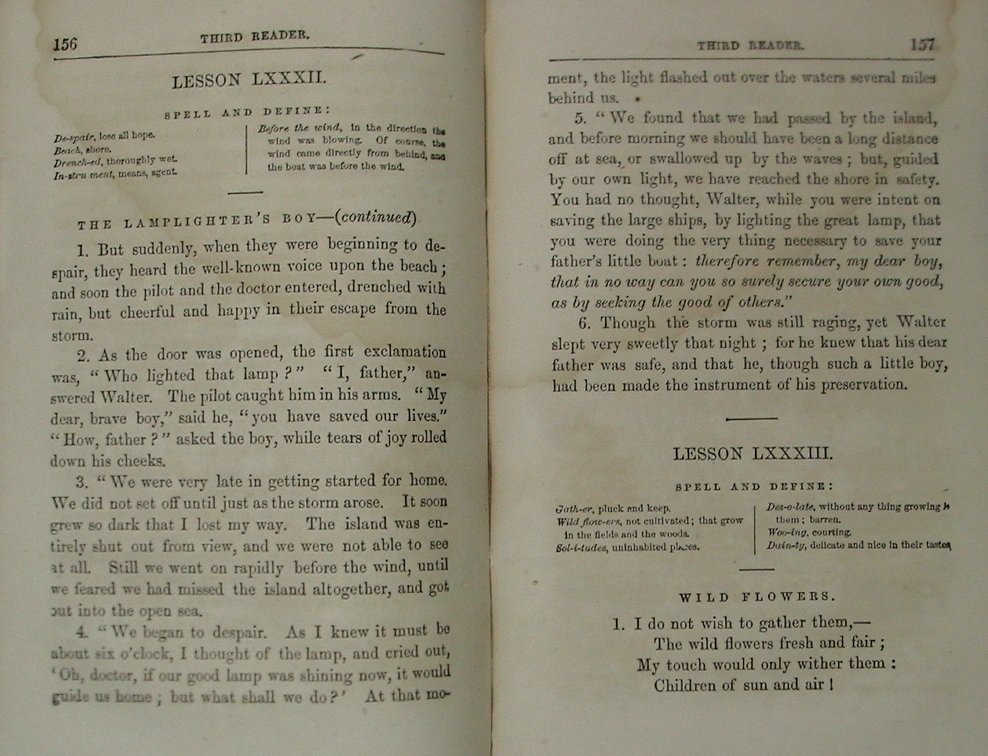 156
THIRD READER.
LESSON LXXXII.
SPELL AND DEFINE:
De-spair, lose all hope.
Beach, shore.
Drench-ed, thoroughly wet.
In-stru-ment, means, agent.
Before the wind, in the direction the
wind was blowing. Of course, the
wind came directly from behind, and
the boat was before the wind.
THE LAMPLIGHTER'S BOY—(continued)
1. But suddenly, when they were beginning to de-
spair, they heard the well-known voice upon the beach;
and soon the pilot and the doctor entered, drenched with
rain, but cheerful and happy in their escape from the
storm.
2. As the door was opened, the first exclamation
was, "Who lighted that lamp?" "I, father," an-
swered Walter. The pilot caught him in his arms. "My
dear, brave boy," said he, "you have saved our lives."
"How, father?" asked the boy, while tears of joy rolled
down his cheeks.
3. "We were very late in getting started for home.
We did not set off until just as the storm arose. It soon
grew so dark that I lost my way. The island was en-
tirely shut out from view, and we were not able to see
at all. Still we went on rapidly before the wind, until
we feared we had missed the island altogether, and got
out into the open sea.
4. "We began to despair. As I knew it must be
about six o'clock, I thought of the lamp, and cried out,
'Oh, doctor, if our good lamp was shining now, it would
guide us home; but what shall we do?' At that mo-
THIRD READER.
157
ment, the light flashed out over the waters several miles
behind us.
5. "We found that we had passed by the island,
and before morning we should have been a long distance
off at sea, or swallowed up by the waves; but, guided
by our own light, we have reached the shore in safety.
You had no thought, Walter, while you were intent on
saving the large ships, by lighting the great lamp, that
you were doing the very thing necessary to save your
father's little boat: therefore remember, my dear boy,
that in no way can you so surely secure your own good,
as by seeking the good of others."
6. Though the storm was still raging, yet Walter
slept very sweetly that night; for he knew that his dear
father was safe, and that he, though such a little boy,
had been made the instrument of his preservation.
LESSON LXXXIII.
SPELL AND DEFINE:
Gath-er, pluck and keep.
Wild flow-ers, not cultivated; that grow
in the fields and the woods.
Sol-i-tudes, uninhabited places.
Des-o-late, without any thing growing in
them; barren.
Woo-ing, courting.
Dain-ty, delicate and nice in their tastes.
WILD FLOWERS.
1. I do not wish to gather them,—
The wild flowers fresh and fair;
My touch would only wither them:
Children of sun and air!